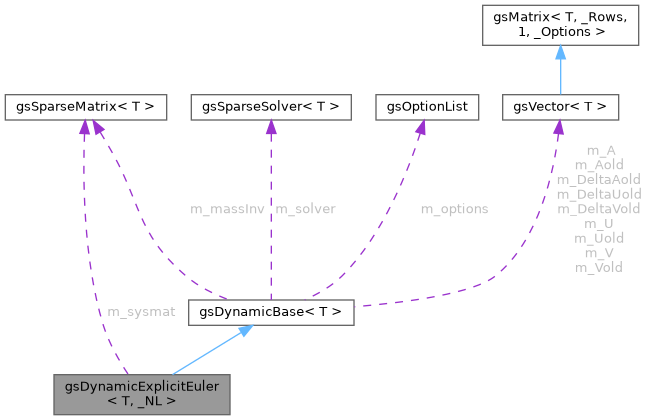 gsMatrix< T, _Rows,
1, _Options >
gsSparseMatrix< T >
gsSparseSolver< T >
gsOptionList
gsVector< T >
m_massInv
m_solver
m_options
m_A
m_Aold
m_DeltaAold
m_DeltaUold
m_DeltaVold
m_U
m_Uold
m_V
m_Vold
m_sysmat
gsDynamicBase< T >
gsDynamicExplicitEuler
< T, _NL >